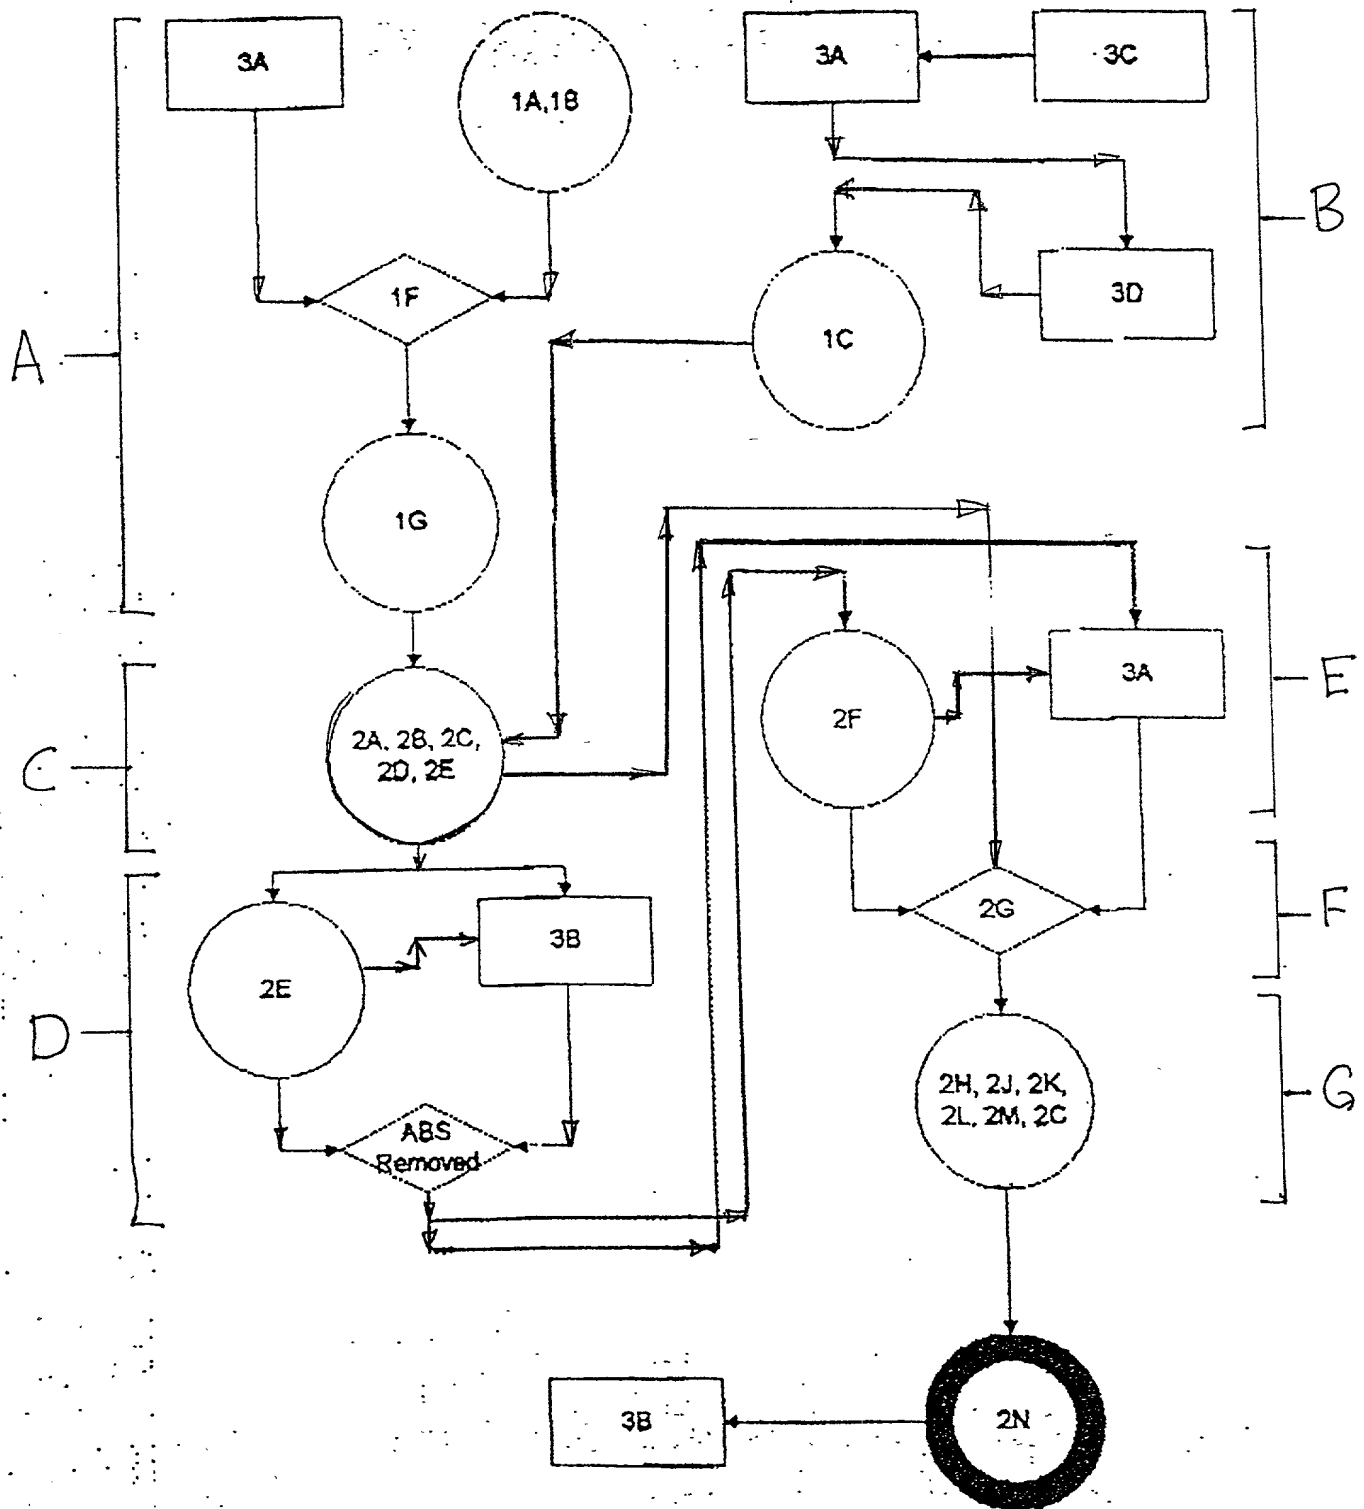 3A
1A,1B
3A
3C
B
1F
3D
A
1C
1G
3A
E
2F
2A, 2B, 2C,
2D, 2E
C
2G
F
3B
2E
D
2H, 2J, 2K,
2L, 2M, 2C
G
ABS
Removed
3B
2N